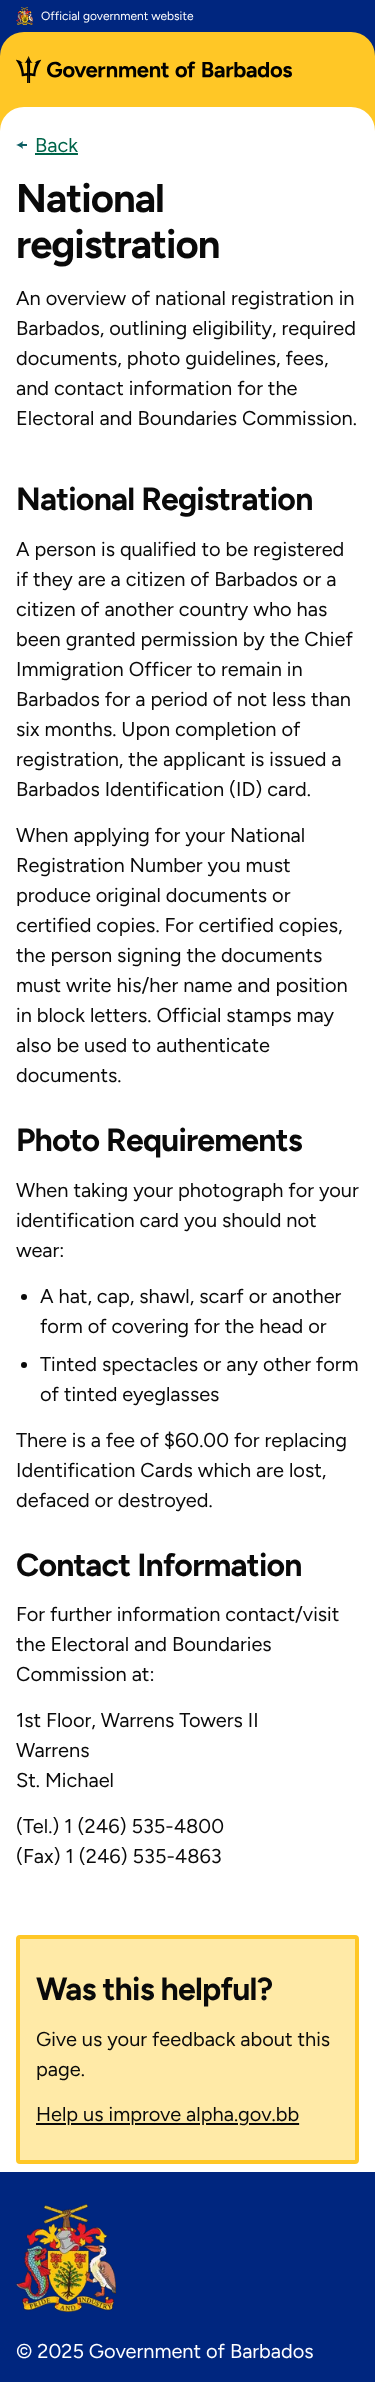 Official government website
Government of Barbados
← Back
National
registration
An overview of national registration in
Barbados, outlining eligibility, required
documents, photo guidelines, fees,
and contact information for the
Electoral and Boundaries Commission.
National Registration
A person is qualified to be registered
if they are a citizen of Barbados or a
citizen of another country who has
been granted permission by the Chief
Immigration Officer to remain in
Barbados for a period of not less than
six months. Upon completion of
registration, the applicant is issued a
Barbados Identification (ID) card.
When applying for your National
Registration Number you must
produce original documents or
certified copies. For certified copies,
the person signing the documents
must write his/her name and position
in block letters. Official stamps may
also be used to authenticate
documents.
Photo Requirements
When taking your photograph for your
identification card you should not
wear:
• A hat, cap, shawl, scarf or another
form of covering for the head or
• Tinted spectacles or any other form
of tinted eyeglasses
There is a fee of $60.00 for replacing
Identification Cards which are lost,
defaced or destroyed.
Contact Information
For further information contact/visit
the Electoral and Boundaries
Commission at:
1st Floor, Warrens Towers II
Warrens
St. Michael
(Tel.) 1 (246) 535-4800
(Fax) 1 (246) 535-4863
Was this helpful?
Give us your feedback about this
page.
Help us improve alpha.gov.bb
PRIDE AND INDUSTRY
© 2025 Government of Barbados